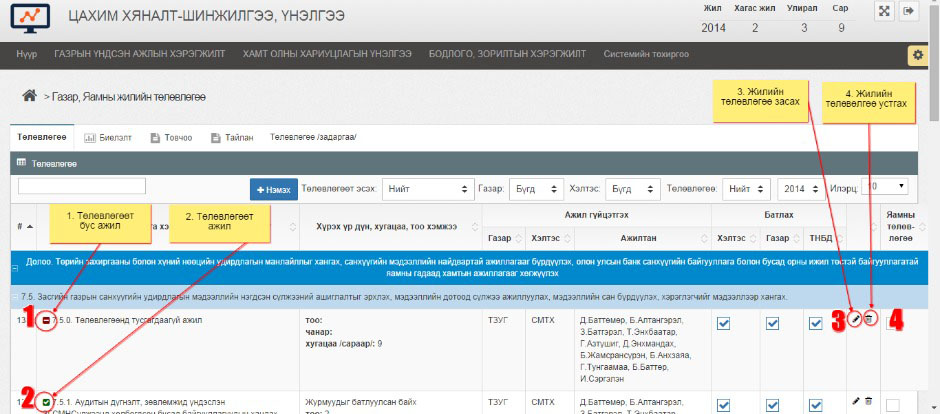 ЦАХИМ ХЯНАЛТ-ШИНЖИЛГЭЭ, ҮНЭЛГЭЭ
Жил Хагас жил Улирал Сар
2014 2 3 9
Нүүр ГАЗРЫН ҮНДСЭН АЖЛЫН ХЭРЭГЖИЛТ ХАМТ ОЛНЫ ХАРИУЦЛАГЫН ҮНЭЛГЭЭ БОДЛОГО, ЗОРИЛТЫН ХЭРЭГЖИЛТ Системийн тохиргоо
> Газар, Яамны жилийн төлөвлөгөө
3. Жилийн төлөвлөгөө засах
4. Жилийн төлөвөлгөө устгах
Төлөвлөгөө Биелэлт Товчоо Тайлан Төлөвлөгөө /задаргаа/
Төлөвлөгөө
Нэмэх Төлөвлөгөөт эсэх: Нийт Газар: Бүгд Хэлтэс: Бүгд Төлөвлөгөө: Нийт 2014 Илэрц: 10
1. Төлөвлөгөөт бус ажил
2. Төлөвлөгөөт ажил
# Хүрэх үр дүн, хугацаа, тоо хэмжээ Ажил гүйцэтгэх Батлах Яамны төлөв-лөгөө
Газар Хэлтэс Ажилтан Хэлтэс Газар ТНБД
Долоо. Төрийн захиргааны болон хүний нөөцийн удирдлагын манлайллыг хангах, санхүүгийн мэдээллийн найдвартай ажиллагааг бүрдүүлэх, олон улсын банк санхүүгийн байгууллага болон бусад орны ижил төстэй байгууллагатай
яамны гадаад хамтын ажиллагааг хөгжүүлэх
7.5. Засгийн газрын санхүүгийн удирдлагын мэдээллийн нэгдсэн сүлжээний ашиглалтыг эрхлэх, мэдээллийн дотоод сүлжээ ажиллуулах, мэдээллийн сан бүрдүүлэх, хэрэглэгчийг мэдээллээр хангах.
1
13 7.5.0. Төлөвлөгөөнд тусгагдаагүй ажил
тоо:
чанар:
хугацаа /сараар/: 9
ТЗУГ СМТХ
Д.Баттөмөр, Б.Алтангэрэл,
З.Батгэрэл, Т.Энхбаатар,
Г.Азтушиг, Д.Энхмандах,
Б.Жамсрансүрэн, Б.Анхзаяа,
Г.Тунгаамаа, Б.Баттөр,
И.Сэргэлэн
3
4
2
7.5.1. Аудитын дүгнэлт, зөвлөмжид үндэслэн
Журмуудыг батлуулсан байх
тоо: 2
ТЗУГ СМТХ
Д.Баттөмөр, Б.Алтангэрэл,